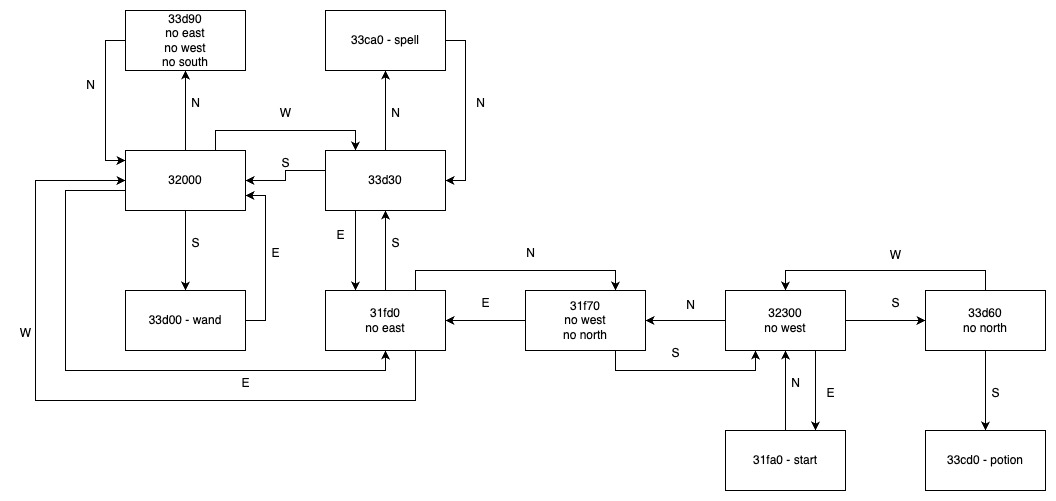 33d90
no east
no west
no south
33ca0 - spell
N
N
N
N
W
32000
S
33d30
S
E
E
S
N
W
33d00 - wand
31fd0
no east
E
31f70
no west
no north
N
32300
no west
S
33d60
no north
W
S
E
N
E
S
31fa0 - start
33cd0 - potion